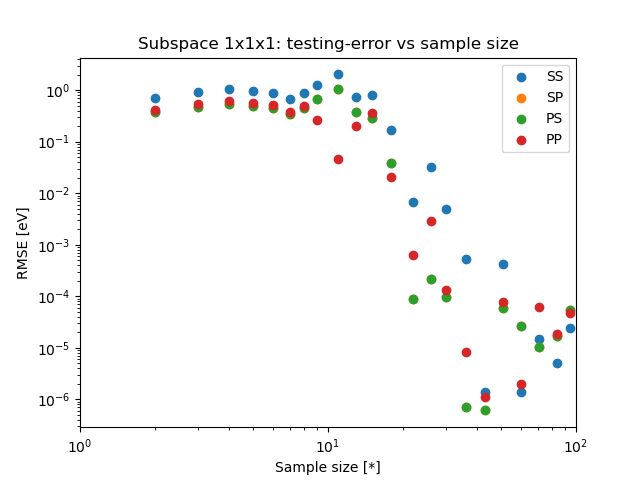 Subspace 1x1x1: testing-error vs sample size
SS
SP
PS
PP
RMSE [eV]
10^0
10^-1
10^-2
10^-3
10^-4
10^-5
10^-6
10^0
10^1
10^2
Sample size [*]